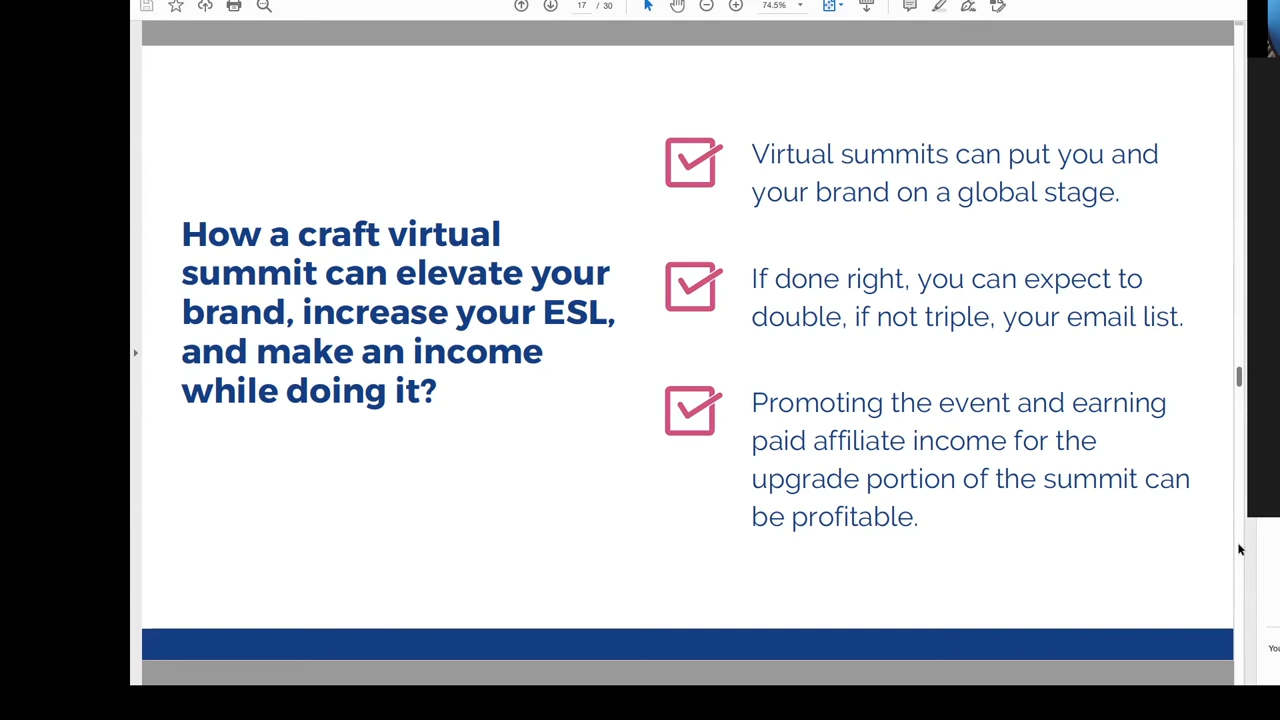 17 / 30
74.5%
How a craft virtual
summit can elevate your
brand, increase your ESL,
and make an income
while doing it?
Virtual summits can put you and
your brand on a global stage.
If done right, you can expect to
double, if not triple, your email list.
Promoting the event and earning
paid affiliate income for the
upgrade portion of the summit can
be profitable.
You